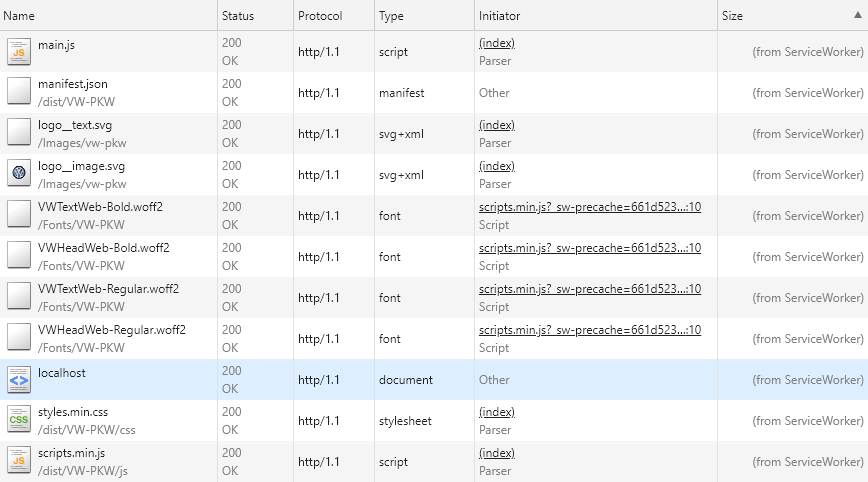 Name Status Protocol Type Initiator Size
main.js 200 OK http/1.1 script (index) Parser (from ServiceWorker)
manifest.json /dist/VW-PKW 200 OK http/1.1 manifest Other (from ServiceWorker)
logo__text.svg /Images/vw-pkw 200 OK http/1.1 svg+xml (index) Parser (from ServiceWorker)
logo__image.svg /Images/vw-pkw 200 OK http/1.1 svg+xml (index) Parser (from ServiceWorker)
VWTextWeb-Bold.woff2 /Fonts/VW-PKW 200 OK http/1.1 font scripts.min.js?_sw-precache=661d523...:10 Script (from ServiceWorker)
VWHeadWeb-Bold.woff2 /Fonts/VW-PKW 200 OK http/1.1 font scripts.min.js?_sw-precache=661d523...:10 Script (from ServiceWorker)
VWTextWeb-Regular.woff2 /Fonts/VW-PKW 200 OK http/1.1 font scripts.min.js?_sw-precache=661d523...:10 Script (from ServiceWorker)
VWHeadWeb-Regular.woff2 /Fonts/VW-PKW 200 OK http/1.1 font scripts.min.js?_sw-precache=661d523...:10 Script (from ServiceWorker)
localhost 200 OK http/1.1 document Other (from ServiceWorker)
styles.min.css /dist/VW-PKW/css 200 OK http/1.1 stylesheet (index) Parser (from ServiceWorker)
scripts.min.js /dist/VW-PKW/js 200 OK http/1.1 script (index) Parser (from ServiceWorker)